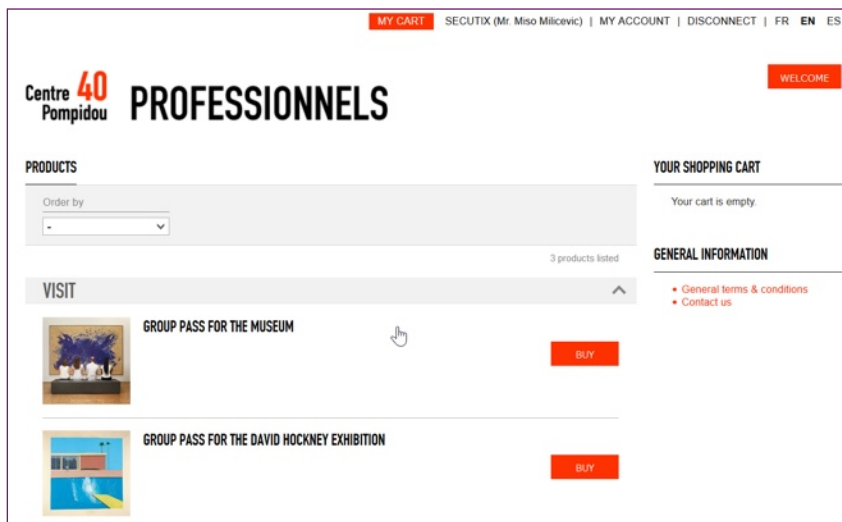 MY CART SECUTIX (Mr. Miso Milicevic) | MY ACCOUNT | DISCONNECT | FR EN ES
WELCOME
Centre 40
Pompidou
PROFESSIONNELS
PRODUCTS
Order by
-
3 products listed
VISIT
GROUP PASS FOR THE MUSEUM
BUY
GROUP PASS FOR THE DAVID HOCKNEY EXHIBITION
BUY
YOUR SHOPPING CART
Your cart is empty.
GENERAL INFORMATION
• General terms & conditions
• Contact us